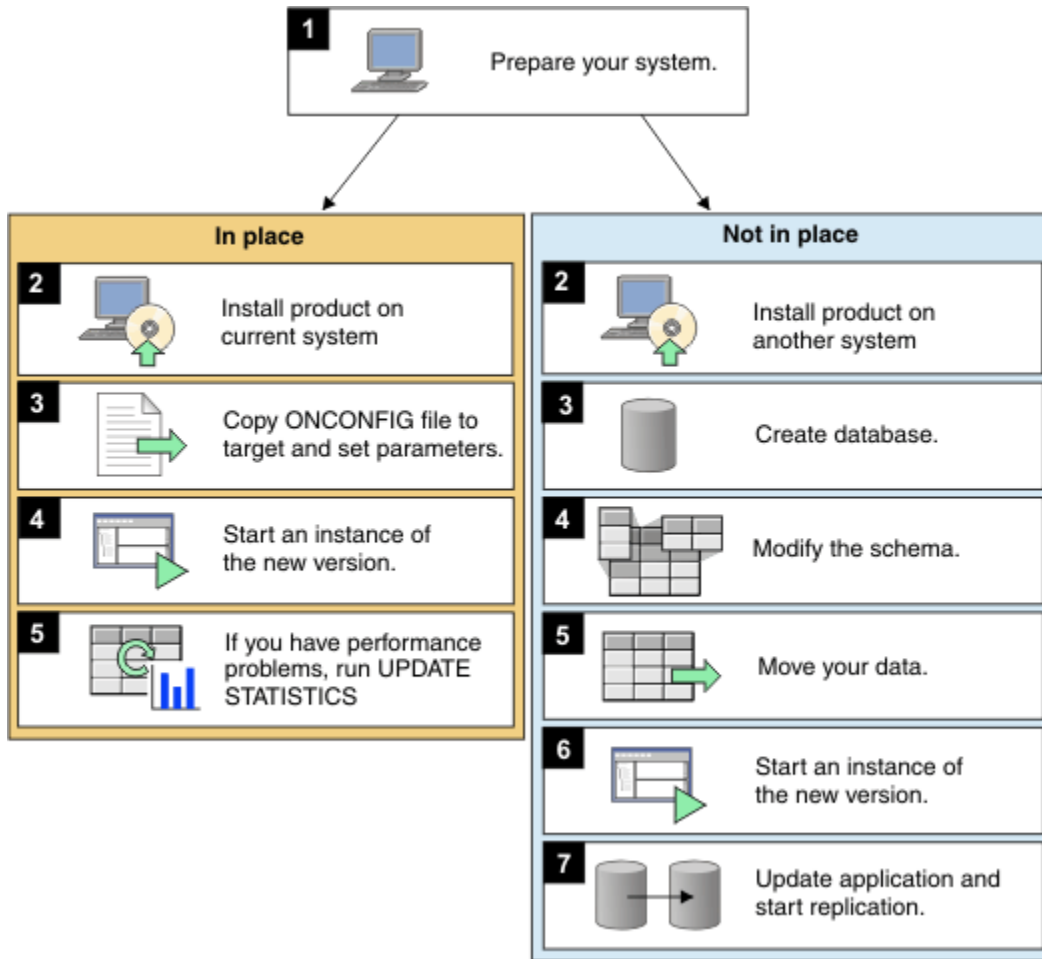 1
Prepare your system.
In place
2
Install product on
current system
3
Copy ONCONFIG file to
target and set parameters.
4
Start an instance of
the new version.
5
If you have performance
problems, run UPDATE
STATISTICS
Not in place
2
Install product on
another system
3
Create database.
4
Modify the schema.
5
Move your data.
6
Start an instance of
the new version.
7
Update application and
start replication.